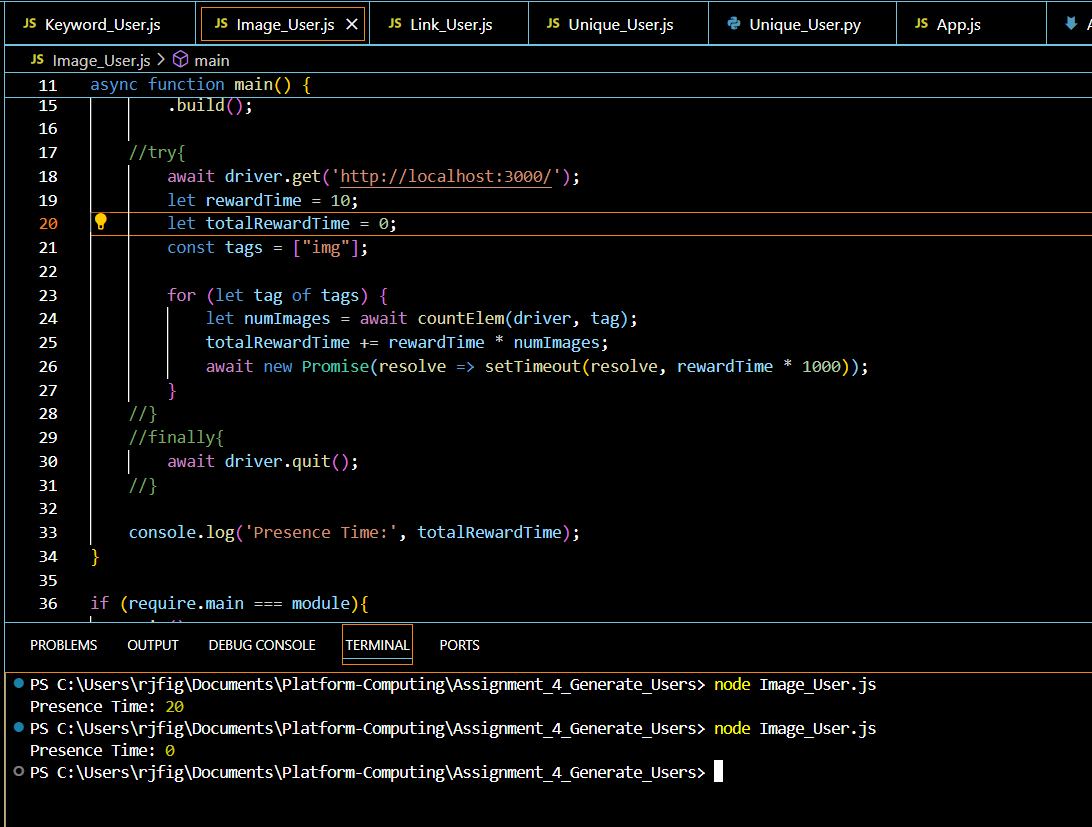 JS Keyword_User.js JS Image_User.js JS Link_User.js JS Unique_User.js Unique_User.py JS App.js
JS Image_User.js > main
11 async function main() {
15 .build();
16
17 //try{
18 await driver.get('http://localhost:3000/');
19 let rewardTime = 10;
20 let totalRewardTime = 0;
21 const tags = ["img"];
22
23 for (let tag of tags) {
24 let numImages = await countElem(driver, tag);
25 totalRewardTime += rewardTime * numImages;
26 await new Promise(resolve => setTimeout(resolve, rewardTime * 1000));
27 }
28 //}
29 //finally{
30 await driver.quit();
31 //}
32
33 console.log('Presence Time:', totalRewardTime);
34 }
35
36 if (require.main === module){
PROBLEMS OUTPUT DEBUG CONSOLE TERMINAL PORTS
PS C:\Users\rjfig\Documents\Platform-Computing\Assignment_4_Generate_Users> node Image_User.js
Presence Time: 20
PS C:\Users\rjfig\Documents\Platform-Computing\Assignment_4_Generate_Users> node Image_User.js
Presence Time: 0
PS C:\Users\rjfig\Documents\Platform-Computing\Assignment_4_Generate_Users>